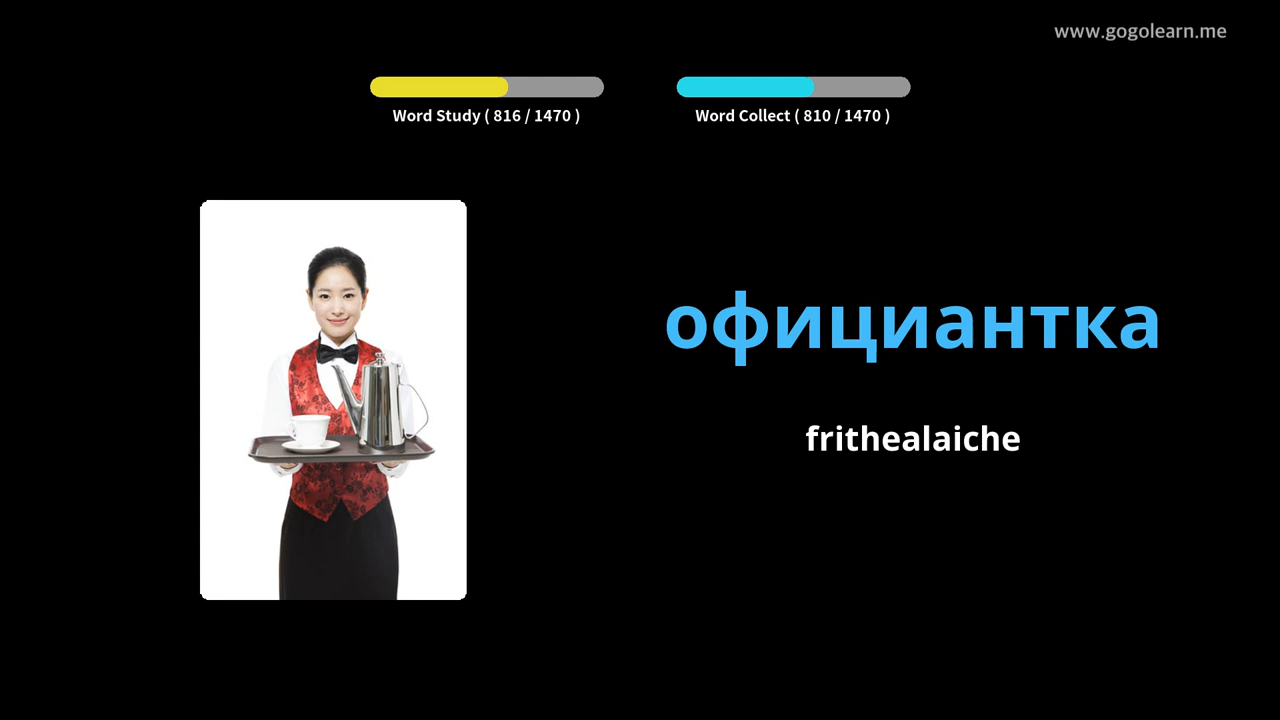 www.gogolearn.me
Word Study ( 816 / 1470 )
Word Collect ( 810 / 1470 )
официантка
frithealaiche